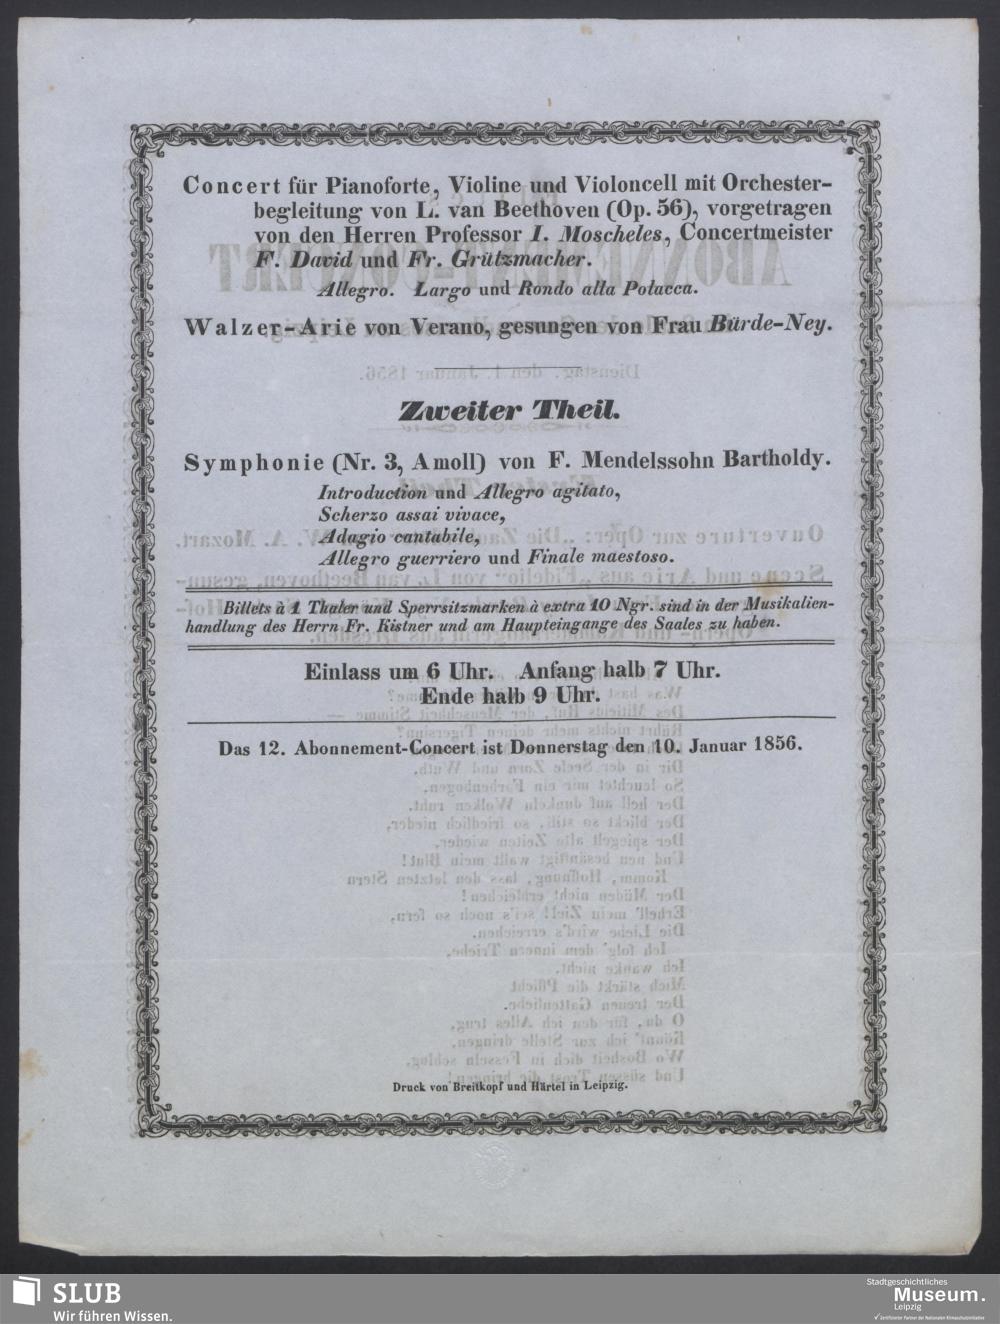 Concert für Pianoforte, Violine und Violoncell mit Orchester-
begleitung von L. van Beethoven (Op. 56), vorgetragen
von den Herren Professor I. Moscheles, Concertmeister
F. David und Fr. Grützmacher.
Allegro. Largo und Rondo alla Polacca.
Walzer-Arie von Verano, gesungen von Frau Bürde-Ney.
Zweiter Theil.
Symphonie (Nr. 3, Amoll) von F. Mendelssohn Bartholdy.
Introduction und Allegro agitato,
Scherzo assai vivace,
Adagio cantabile,
Allegro guerriero und Finale maestoso.
Billets à 1 Thaler und Sperrsitzmarken à extra 10 Ngr. sind in der Musikalien-
handlung des Herrn Fr. Kistner und am Haupteingange des Saales zu haben.
Einlass um 6 Uhr. Anfang halb 7 Uhr.
Ende halb 9 Uhr.
Das 12. Abonnement-Concert ist Donnerstag den 10. Januar 1856.
Druck von Breitkopf und Härtel in Leipzig.
SLUB
Wir führen Wissen.
Stadtgeschichtliches
Museum.
Leipzig
Zertifizierter Partner der Nationalen Klimaschutzinitiative